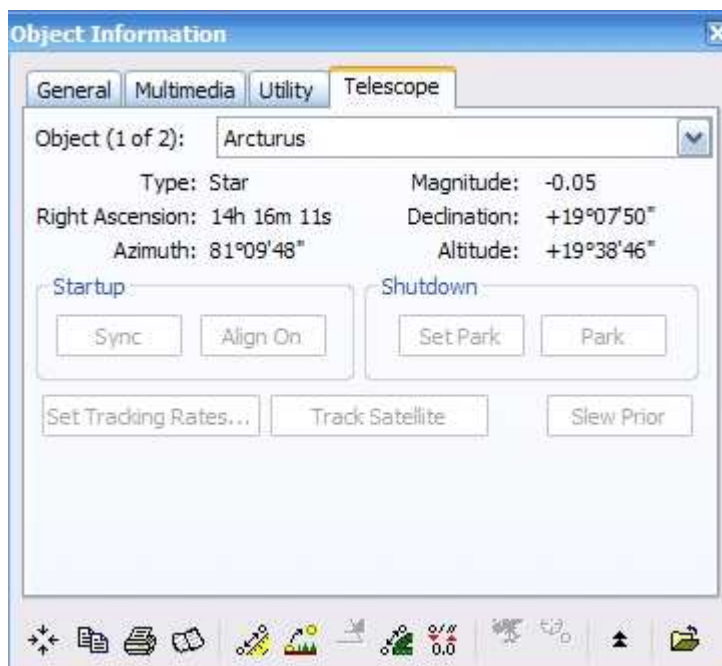 Object Information
General Multimedia Utility Telescope
Object (1 of 2): Arcturus
Type: Star Magnitude: -0.05
Right Ascension: 14h 16m 11s Declination: +19°07'50"
Azimuth: 81°09'48" Altitude: +19°38'46"
Startup Shutdown
Sync Align On Set Park Park
Set Tracking Rates... Track Satellite Slew Prior
0.0